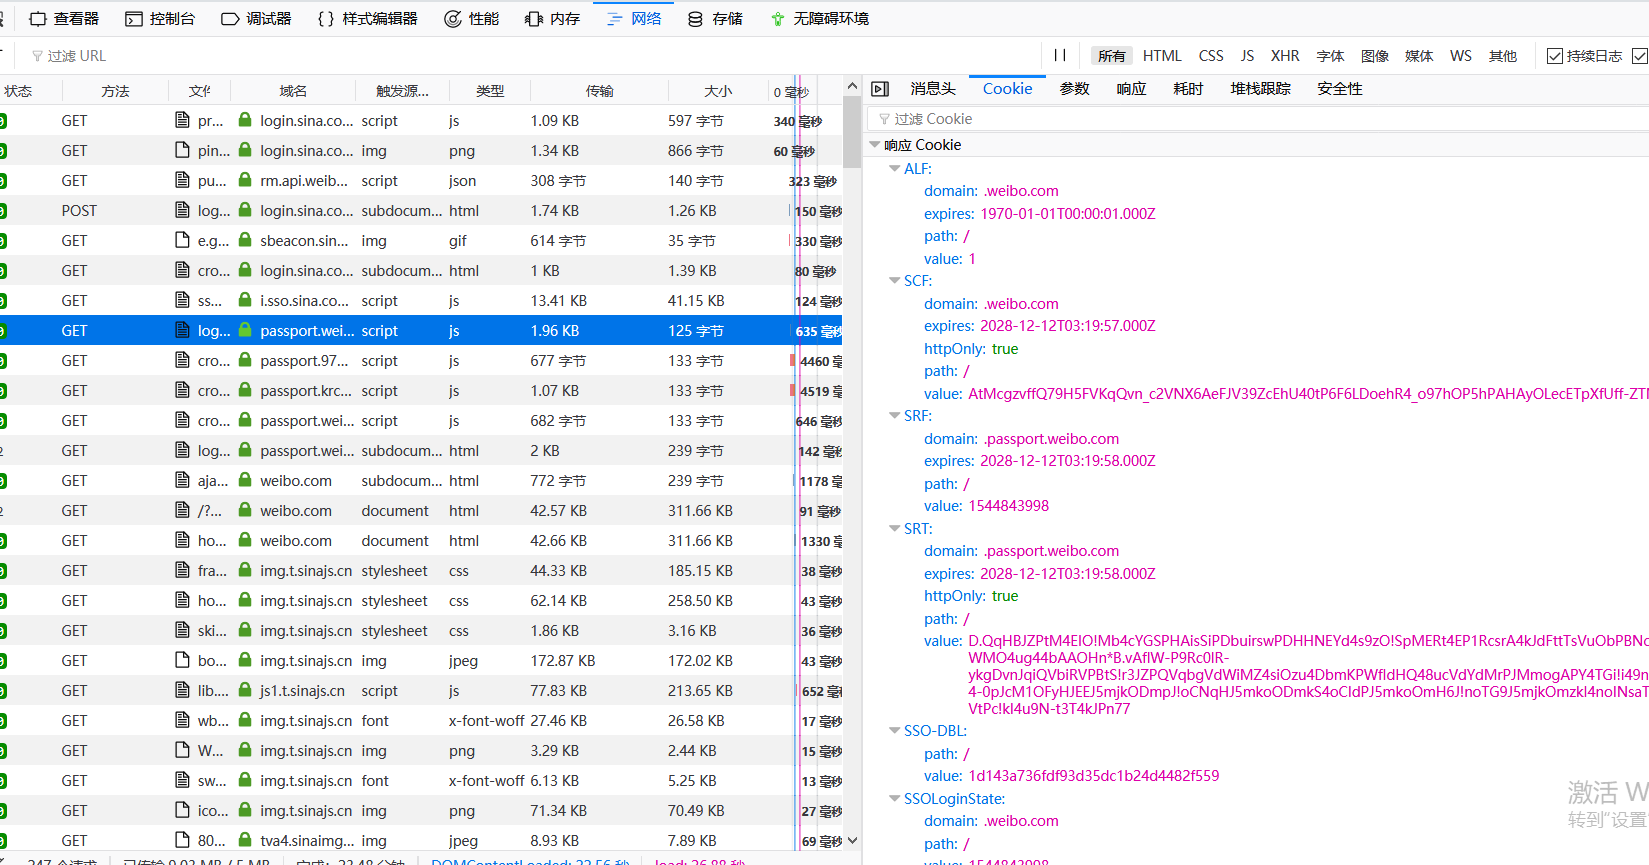 查看器 控制台 调试器 {} 样式编辑器 性能 内存 网络 存储 无障碍环境
过滤 URL 所有 HTML CSS JS XHR 字体 图像 媒体 WS 其他 持续日志
状态 方法 文件 域名 触发源... 类型 传输 大小 0 毫秒
GET pr... login.sina.co... script js 1.09 KB 597 字节 340 毫秒
GET pin... login.sina.co... img png 1.34 KB 866 字节 60 毫秒
GET pu... rm.api.weib... script json 308 字节 140 字节 323 毫秒
POST log... login.sina.co... subdocum... html 1.74 KB 1.26 KB 150 毫秒
GET e.g... sbeacon.sin... img gif 614 字节 35 字节 330 毫秒
GET cro... login.sina.co... subdocum... html 1 KB 1.39 KB 80 毫秒
GET ss... i.sso.sina.co... script js 13.41 KB 41.15 KB 124 毫秒
GET log... passport.wei... script js 1.96 KB 125 字节 635 毫秒
GET cro... passport.97... script js 677 字节 133 字节 4460 毫
GET cro... passport.krc... script js 1.07 KB 133 字节 4519 毫
GET cro... passport.wei... script js 682 字节 133 字节 646 毫秒
GET log... passport.wei... subdocum... html 2 KB 239 字节 142 毫秒
GET aja... weibo.com subdocum... html 772 字节 239 字节 1178 毫
GET /?... weibo.com document html 42.57 KB 311.66 KB 91 毫秒
GET ho... weibo.com document html 42.66 KB 311.66 KB 1330 毫
GET fra... img.t.sinajs.cn stylesheet css 44.33 KB 185.15 KB 38 毫秒
GET ho... img.t.sinajs.cn stylesheet css 62.14 KB 258.50 KB 43 毫秒
GET ski... img.t.sinajs.cn stylesheet css 1.86 KB 3.16 KB 36 毫秒
GET bo... img.t.sinajs.cn img jpeg 172.87 KB 172.02 KB 43 毫秒
GET lib.... js1.t.sinajs.cn script js 77.83 KB 213.65 KB 652 毫秒
GET wb... img.t.sinajs.cn font x-font-woff 27.46 KB 26.58 KB 17 毫秒
GET W... img.t.sinajs.cn img png 3.29 KB 2.44 KB 15 毫秒
GET sw... img.t.sinajs.cn font x-font-woff 6.13 KB 5.25 KB 13 毫秒
GET ico... img.t.sinajs.cn img png 71.34 KB 70.49 KB 27 毫秒
GET 80... tva4.sinaimg... img jpeg 8.93 KB 7.89 KB 69 毫秒
247 个请求 已传输 9.03 MB / 5 MB 完成: 22.48 分钟 DOMContentLoaded: 22.56 秒 load: 26.88 秒
消息头 Cookie 参数 响应 耗时 堆栈跟踪 安全性
过滤 Cookie
响应 Cookie
ALF:
domain: .weibo.com
expires: 1970-01-01T00:00:01.000Z
path: /
value: 1
SCF:
domain: .weibo.com
expires: 2028-12-12T03:19:57.000Z
httpOnly: true
path: /
value: AtMcgzvffQ79H5FVKqQvn_c2VNX6AeFJV39ZcEhU40tP6F6LDoehR4_o97hOP5hPAHAyOLecETpXfUff-ZTM
SRF:
domain: .passport.weibo.com
expires: 2028-12-12T03:19:58.000Z
path: /
value: 1544843998
SRT:
domain: .passport.weibo.com
expires: 2028-12-12T03:19:58.000Z
httpOnly: true
path: /
value: D.QqHBJZPtM4EIO!Mb4cYGSPHAisSiPDbuirswPDHHNEYd4s9zO!SpMERt4EP1RcsrA4kJdFttTsVuObPBNc
WMO4ug44bAAOHn*B.vAflW-P9Rc0lR-
ykgDvnJqiQVbiRVPBtS!r3JZPQVqbgVdWiMZ4siOzu4DbmKPWfIdHQ48ucVdYdMrPJMmogAPY4TGi!i49n
4-0pJcM1OFyHJEEJ5mjkODmpJ!oCNqHJ5mkoODmkS4oCIdPJ5mkoOmH6J!noTG9J5mjkOmzkI4noINsaT
VtPc!kI4u9N-t3T4kJPn77
SSO-DBL:
path: /
value: 1d143a736fdf93d35dc1b24d4482f559
SSOLoginState:
domain: .weibo.com
path: /
value: 1544843998
激活 W
转到"设置"